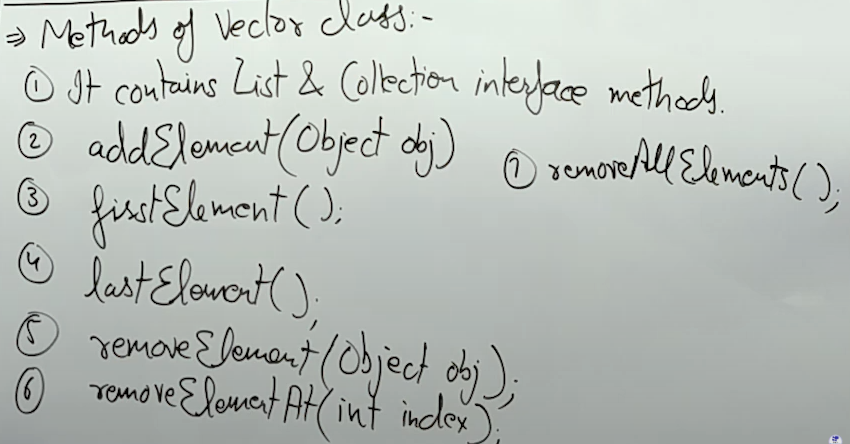 ⇒ Methods of Vector class:-
① It contains List & Collection interface methods.
② addElement(Object obj)
③ firstElement();
④ lastElement();
⑤ removeElement(Object obj);
⑥ removeElementAt(int index);
⑦ removeAllElements();